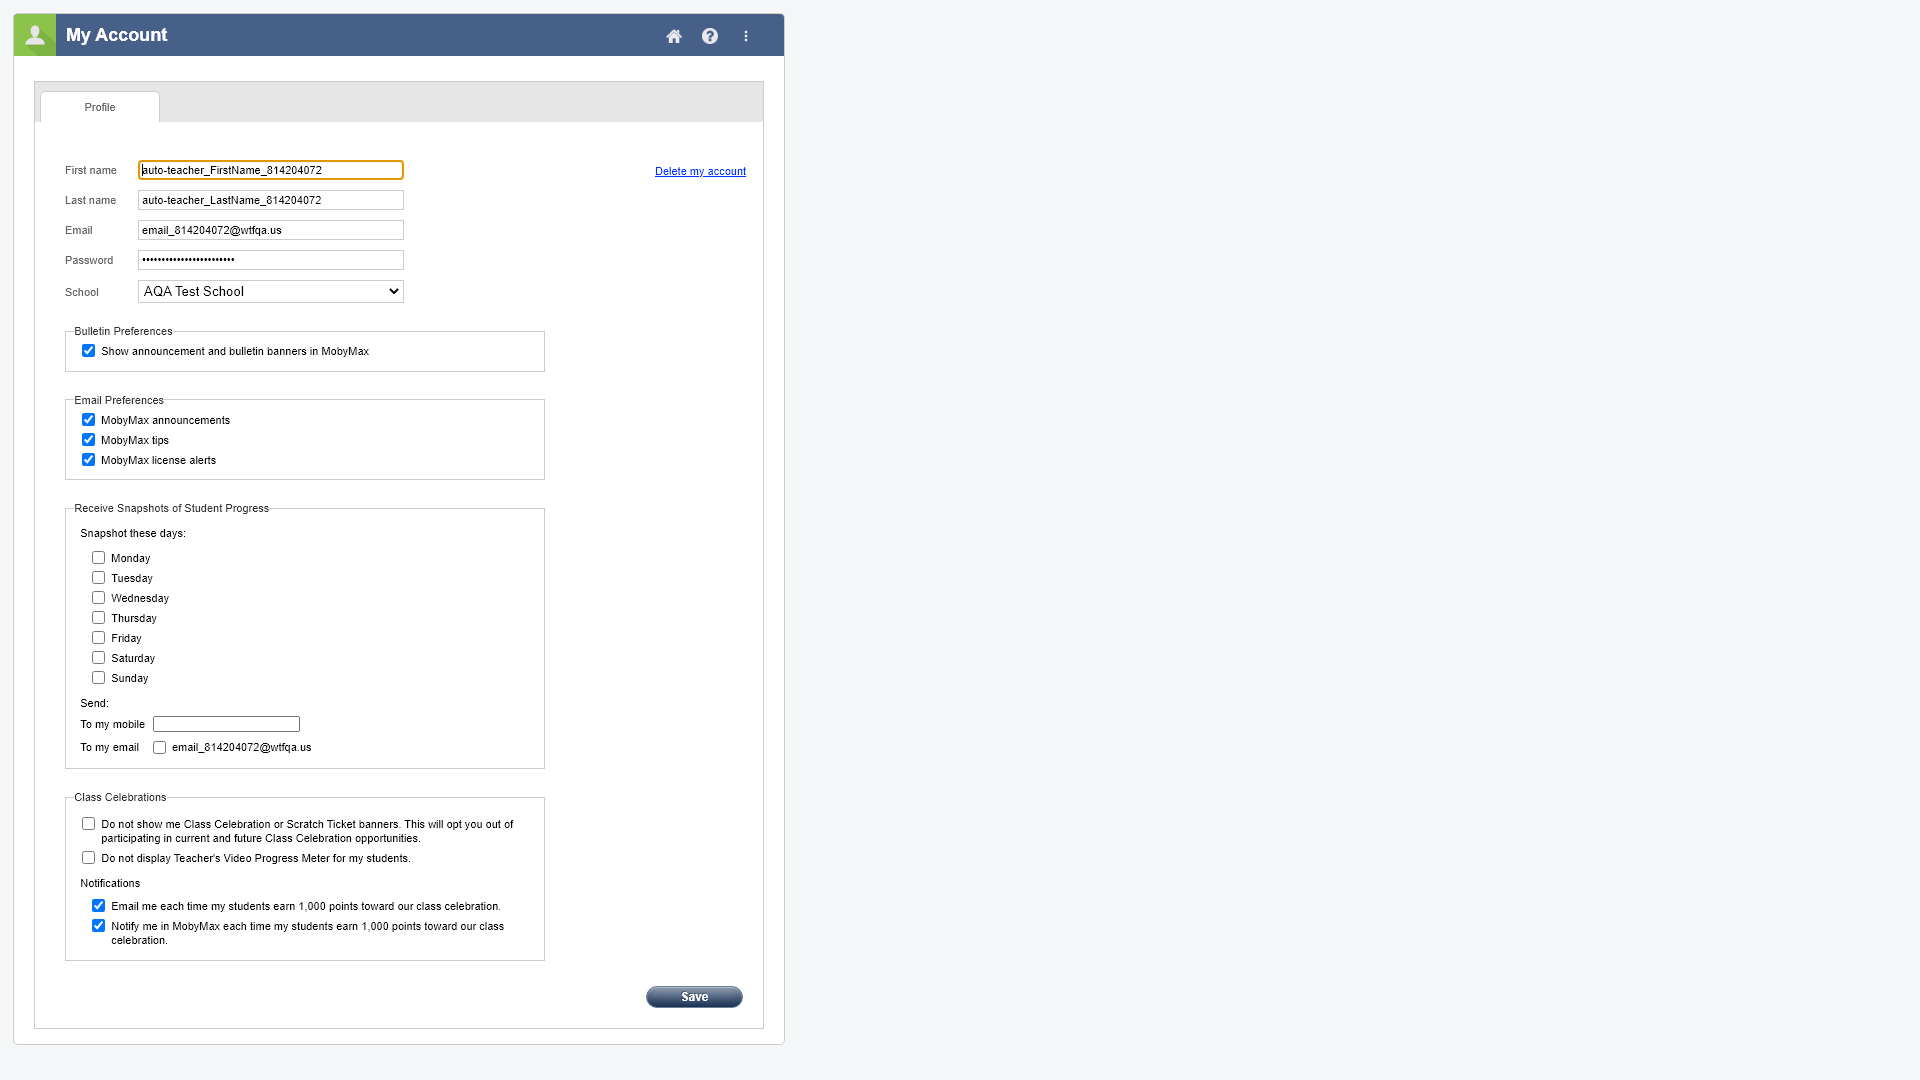 My Account
Profile
First name auto-teacher_FirstName_814204072 Delete my account
Last name auto-teacher_LastName_814204072
Email email_814204072@wtfqa.us
Password ••••••••••••••••••••••••
School AQA Test School
Bulletin Preferences
Show announcement and bulletin banners in MobyMax
Email Preferences
MobyMax announcements
MobyMax tips
MobyMax license alerts
Receive Snapshots of Student Progress
Snapshot these days:
Monday
Tuesday
Wednesday
Thursday
Friday
Saturday
Sunday
Send:
To my mobile
To my email email_814204072@wtfqa.us
Class Celebrations
Do not show me Class Celebration or Scratch Ticket banners. This will opt you out of
participating in current and future Class Celebration opportunities.
Do not display Teacher's Video Progress Meter for my students.
Notifications
Email me each time my students earn 1,000 points toward our class celebration.
Notify me in MobyMax each time my students earn 1,000 points toward our class
celebration.
Save